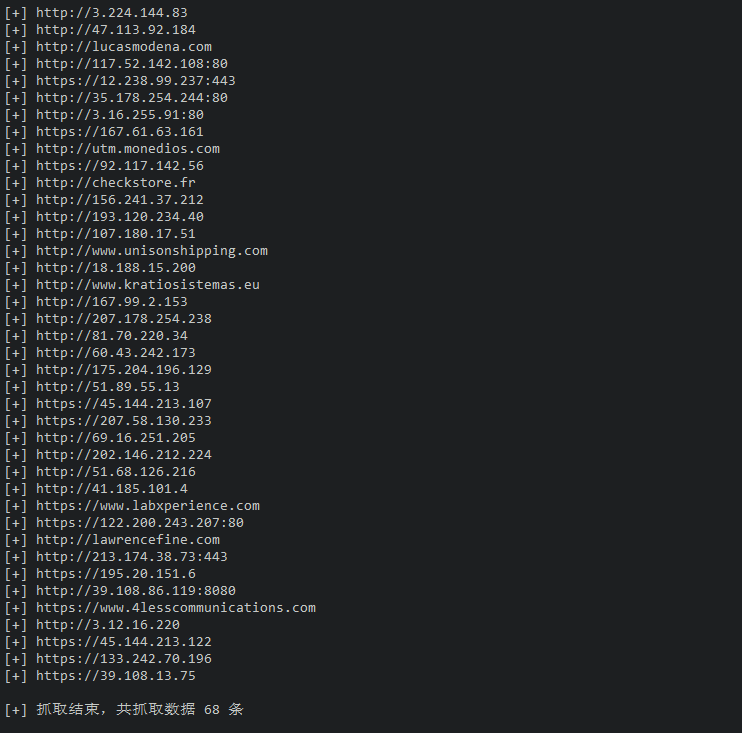 [+] http://3.224.144.83
[+] http://47.113.92.184
[+] http://lucasmodena.com
[+] http://117.52.142.108:80
[+] https://12.238.99.237:443
[+] http://35.178.254.244:80
[+] http://3.16.255.91:80
[+] https://167.61.63.161
[+] http://utm.monedios.com
[+] https://92.117.142.56
[+] http://checkstore.fr
[+] http://156.241.37.212
[+] http://193.120.234.40
[+] http://107.180.17.51
[+] http://www.unisonshipping.com
[+] http://18.188.15.200
[+] http://www.kratiosistemas.eu
[+] http://167.99.2.153
[+] http://207.178.254.238
[+] http://81.70.220.34
[+] http://60.43.242.173
[+] http://175.204.196.129
[+] http://51.89.55.13
[+] https://45.144.213.107
[+] https://207.58.130.233
[+] http://69.16.251.205
[+] http://202.146.212.224
[+] http://51.68.126.216
[+] http://41.185.101.4
[+] https://www.labxperience.com
[+] https://122.200.243.207:80
[+] http://lawrencefine.com
[+] http://213.174.38.73:443
[+] https://195.20.151.6
[+] http://39.108.86.119:8080
[+] https://www.4lesscommunications.com
[+] http://3.12.16.220
[+] https://45.144.213.122
[+] https://133.242.70.196
[+] https://39.108.13.75
[+] 抓取结束，共抓取数据 68 条